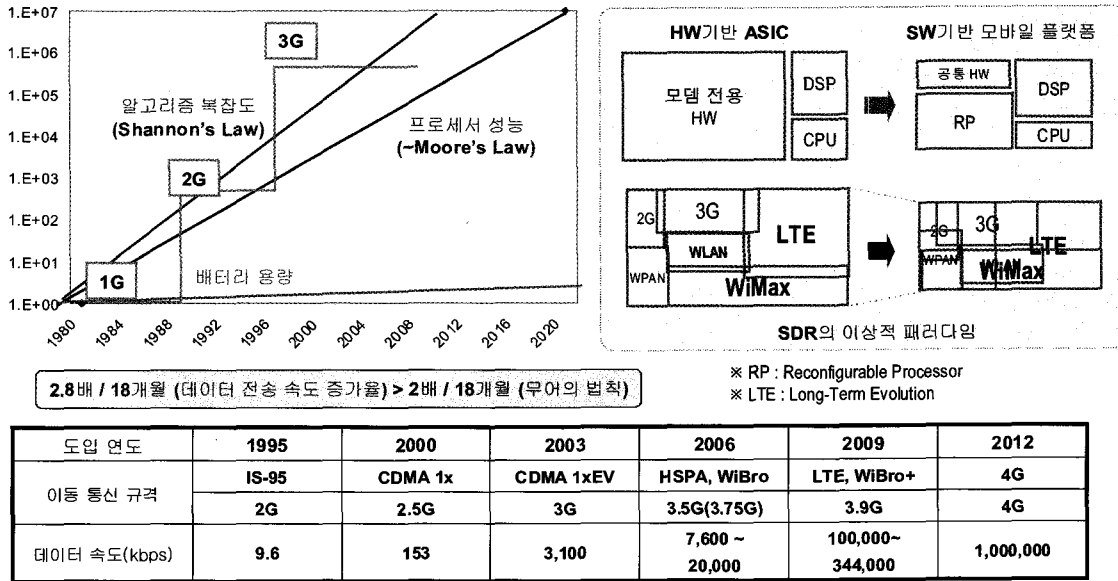 1.E+07
1.E+06
1.E+05
1.E+04
1.E+03
1.E+02
1.E+01
1.E+00
3G
알고리즘 복잡도
(Shannon's Law)
프로세서 성능
(~Moore's Law)
2G
1G
배터리 용량
1980 1984 1988 1992 1996 2000 2004 2008 2012 2016 2020
HW기반 ASIC
SW기반 모바일 플랫폼
모뎀 전용
HW
DSP
CPU
공통 HW
RP
DSP
CPU
2G
3G
LTE
WLAN
WPAN
WiMax
2G
3G
LTE
WPAN
WiMax
SDR의 이상적 패러다임
2.8배 / 18개월 (데이터 전송 속도 증가율) > 2배 / 18개월 (무어의 법칙)
※ RP : Reconfigurable Processor
※ LTE : Long-Term Evolution
도입 연도 1995 2000 2003 2006 2009 2012
이동 통신 규격 IS-95 CDMA 1x CDMA 1xEV HSPA, WiBro LTE, WiBro+ 4G
2G 2.5G 3G 3.5G(3.75G) 3.9G 4G
데이터 속도(kbps) 9.6 153 3,100 7,600 ~ 20,000 100,000~ 344,000 1,000,000